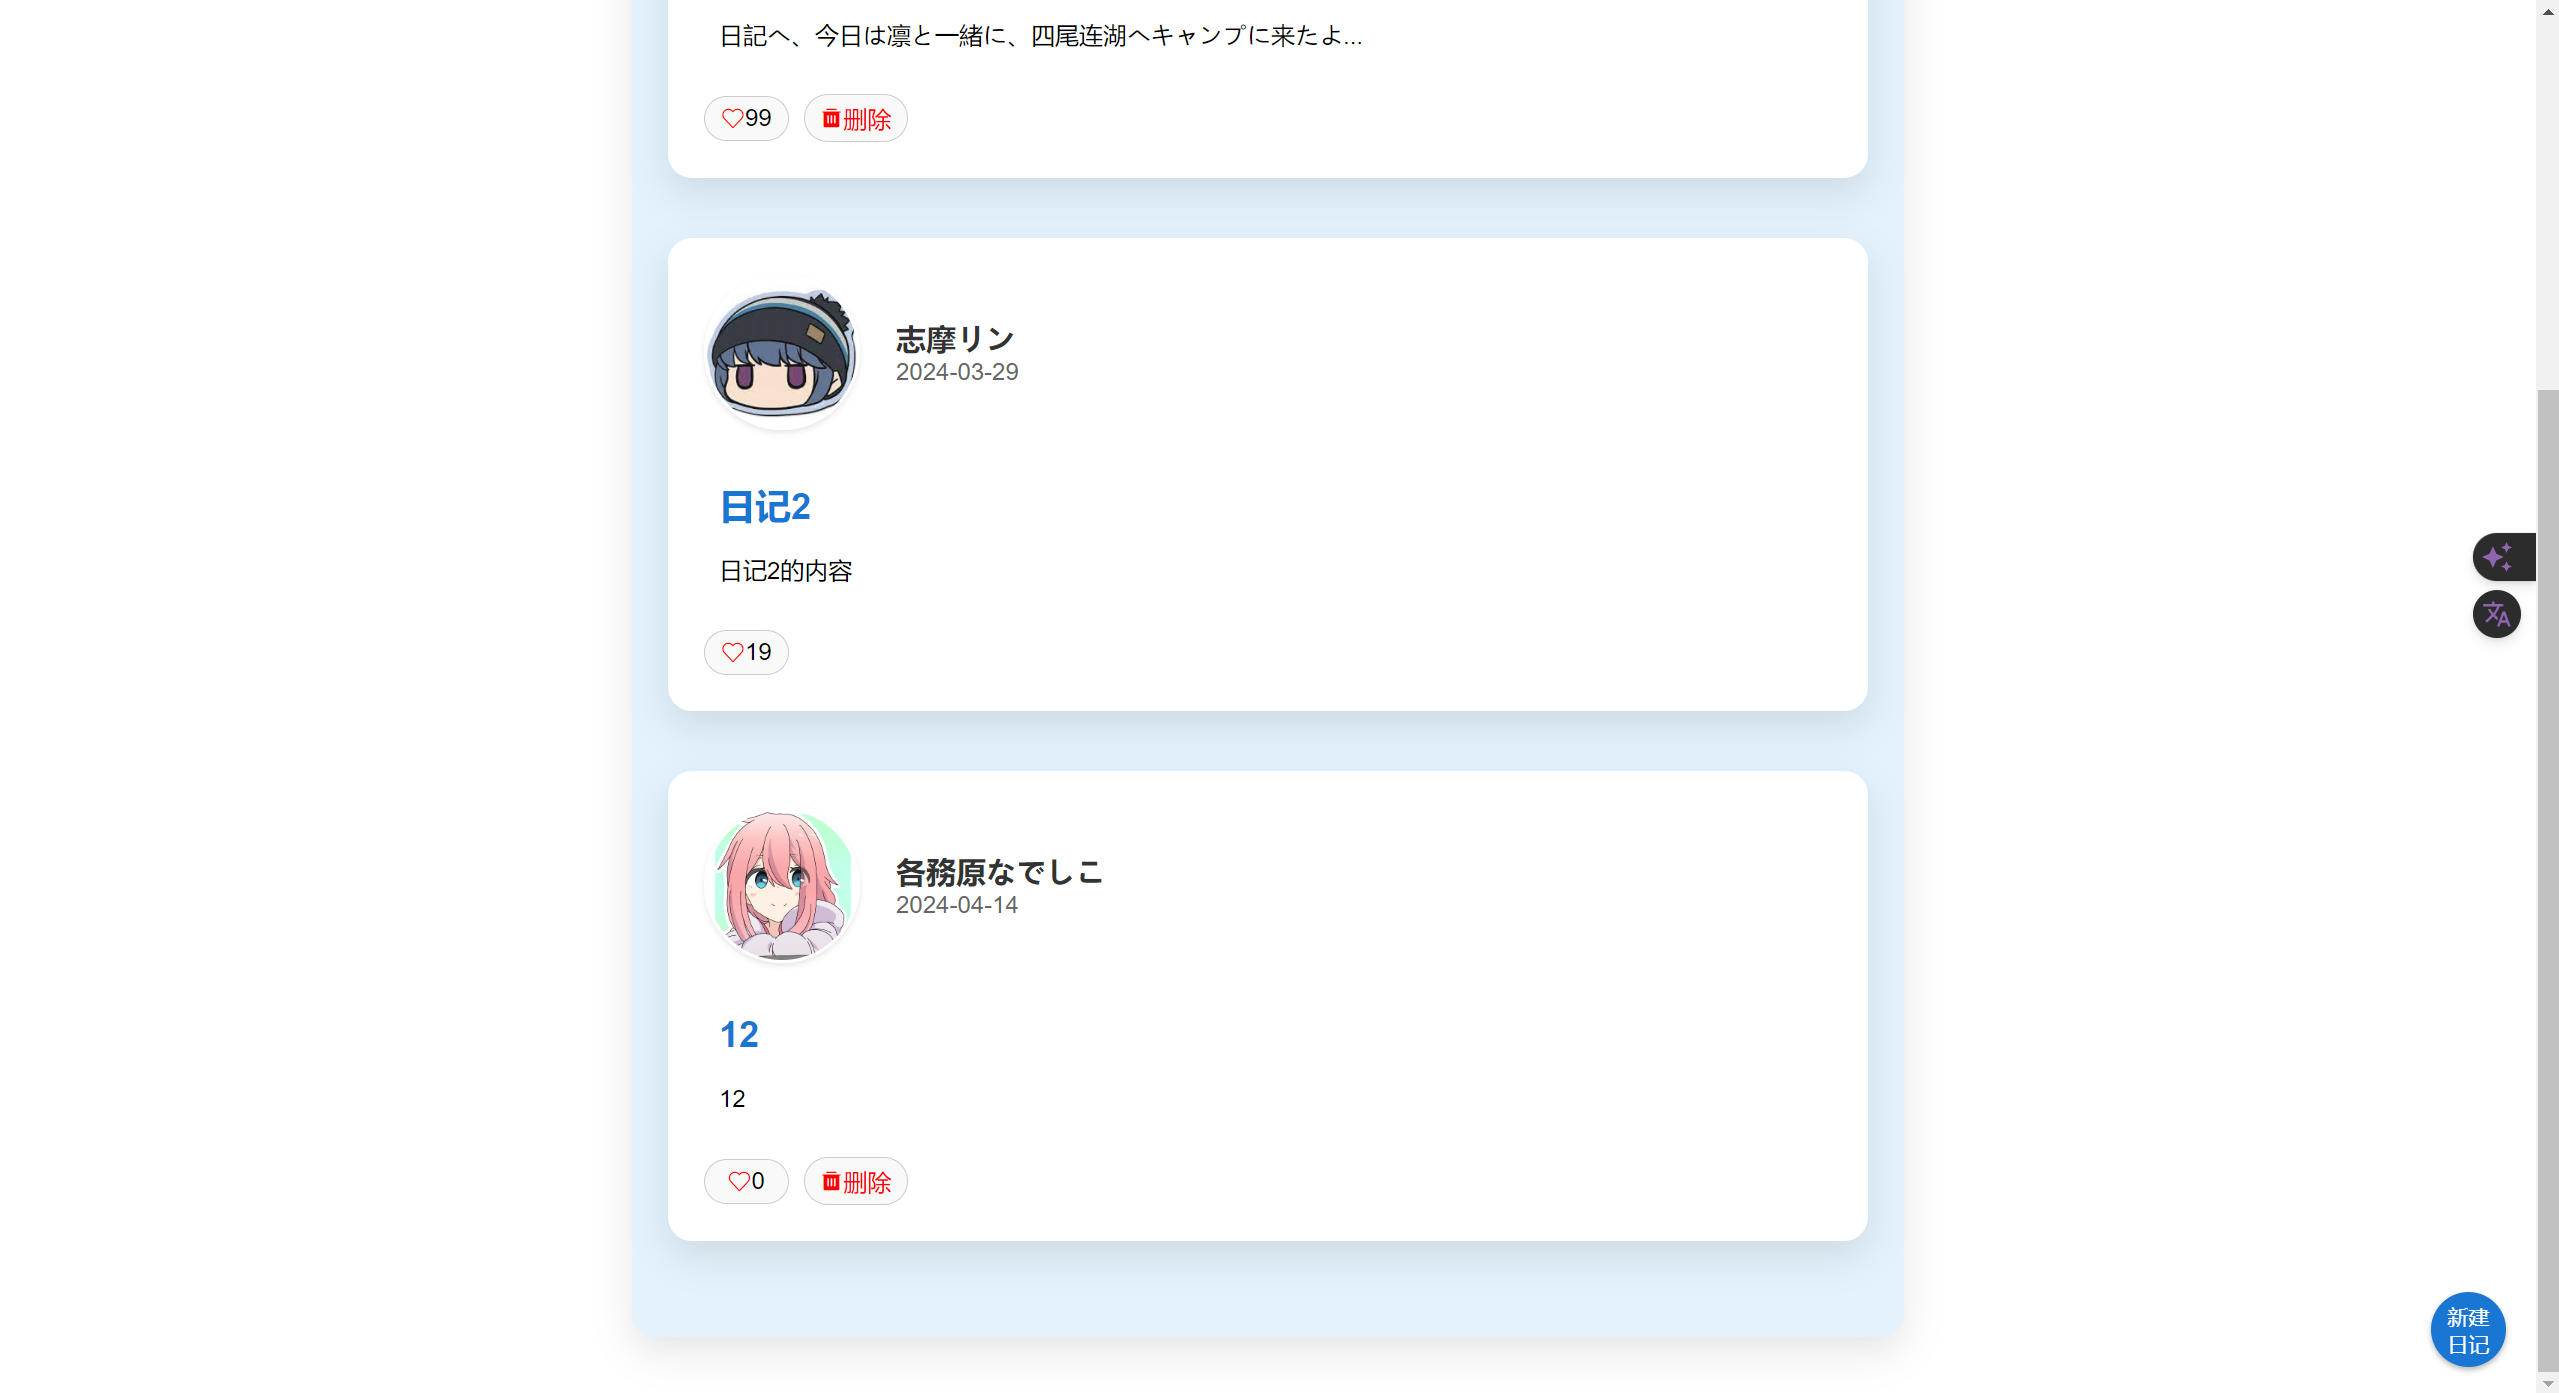 日記へ、今日は凛と一緒に、四尾连湖へキャンプに来たよ...
99 删除
志摩リン
2024-03-29
日记2
日记2的内容
19
各務原なでしこ
2024-04-14
12
12
0 删除
新建
日记